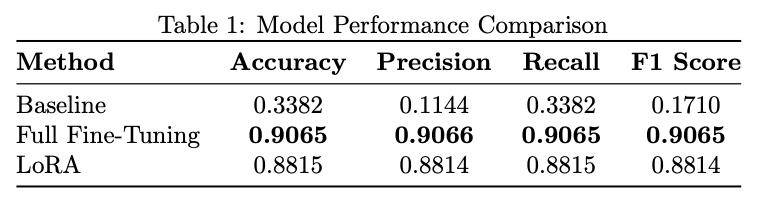 Table 1: Model Performance Comparison
Method Accuracy Precision Recall F1 Score
Baseline 0.3382 0.1144 0.3382 0.1710
Full Fine-Tuning 0.9065 0.9066 0.9065 0.9065
LoRA 0.8815 0.8814 0.8815 0.8814